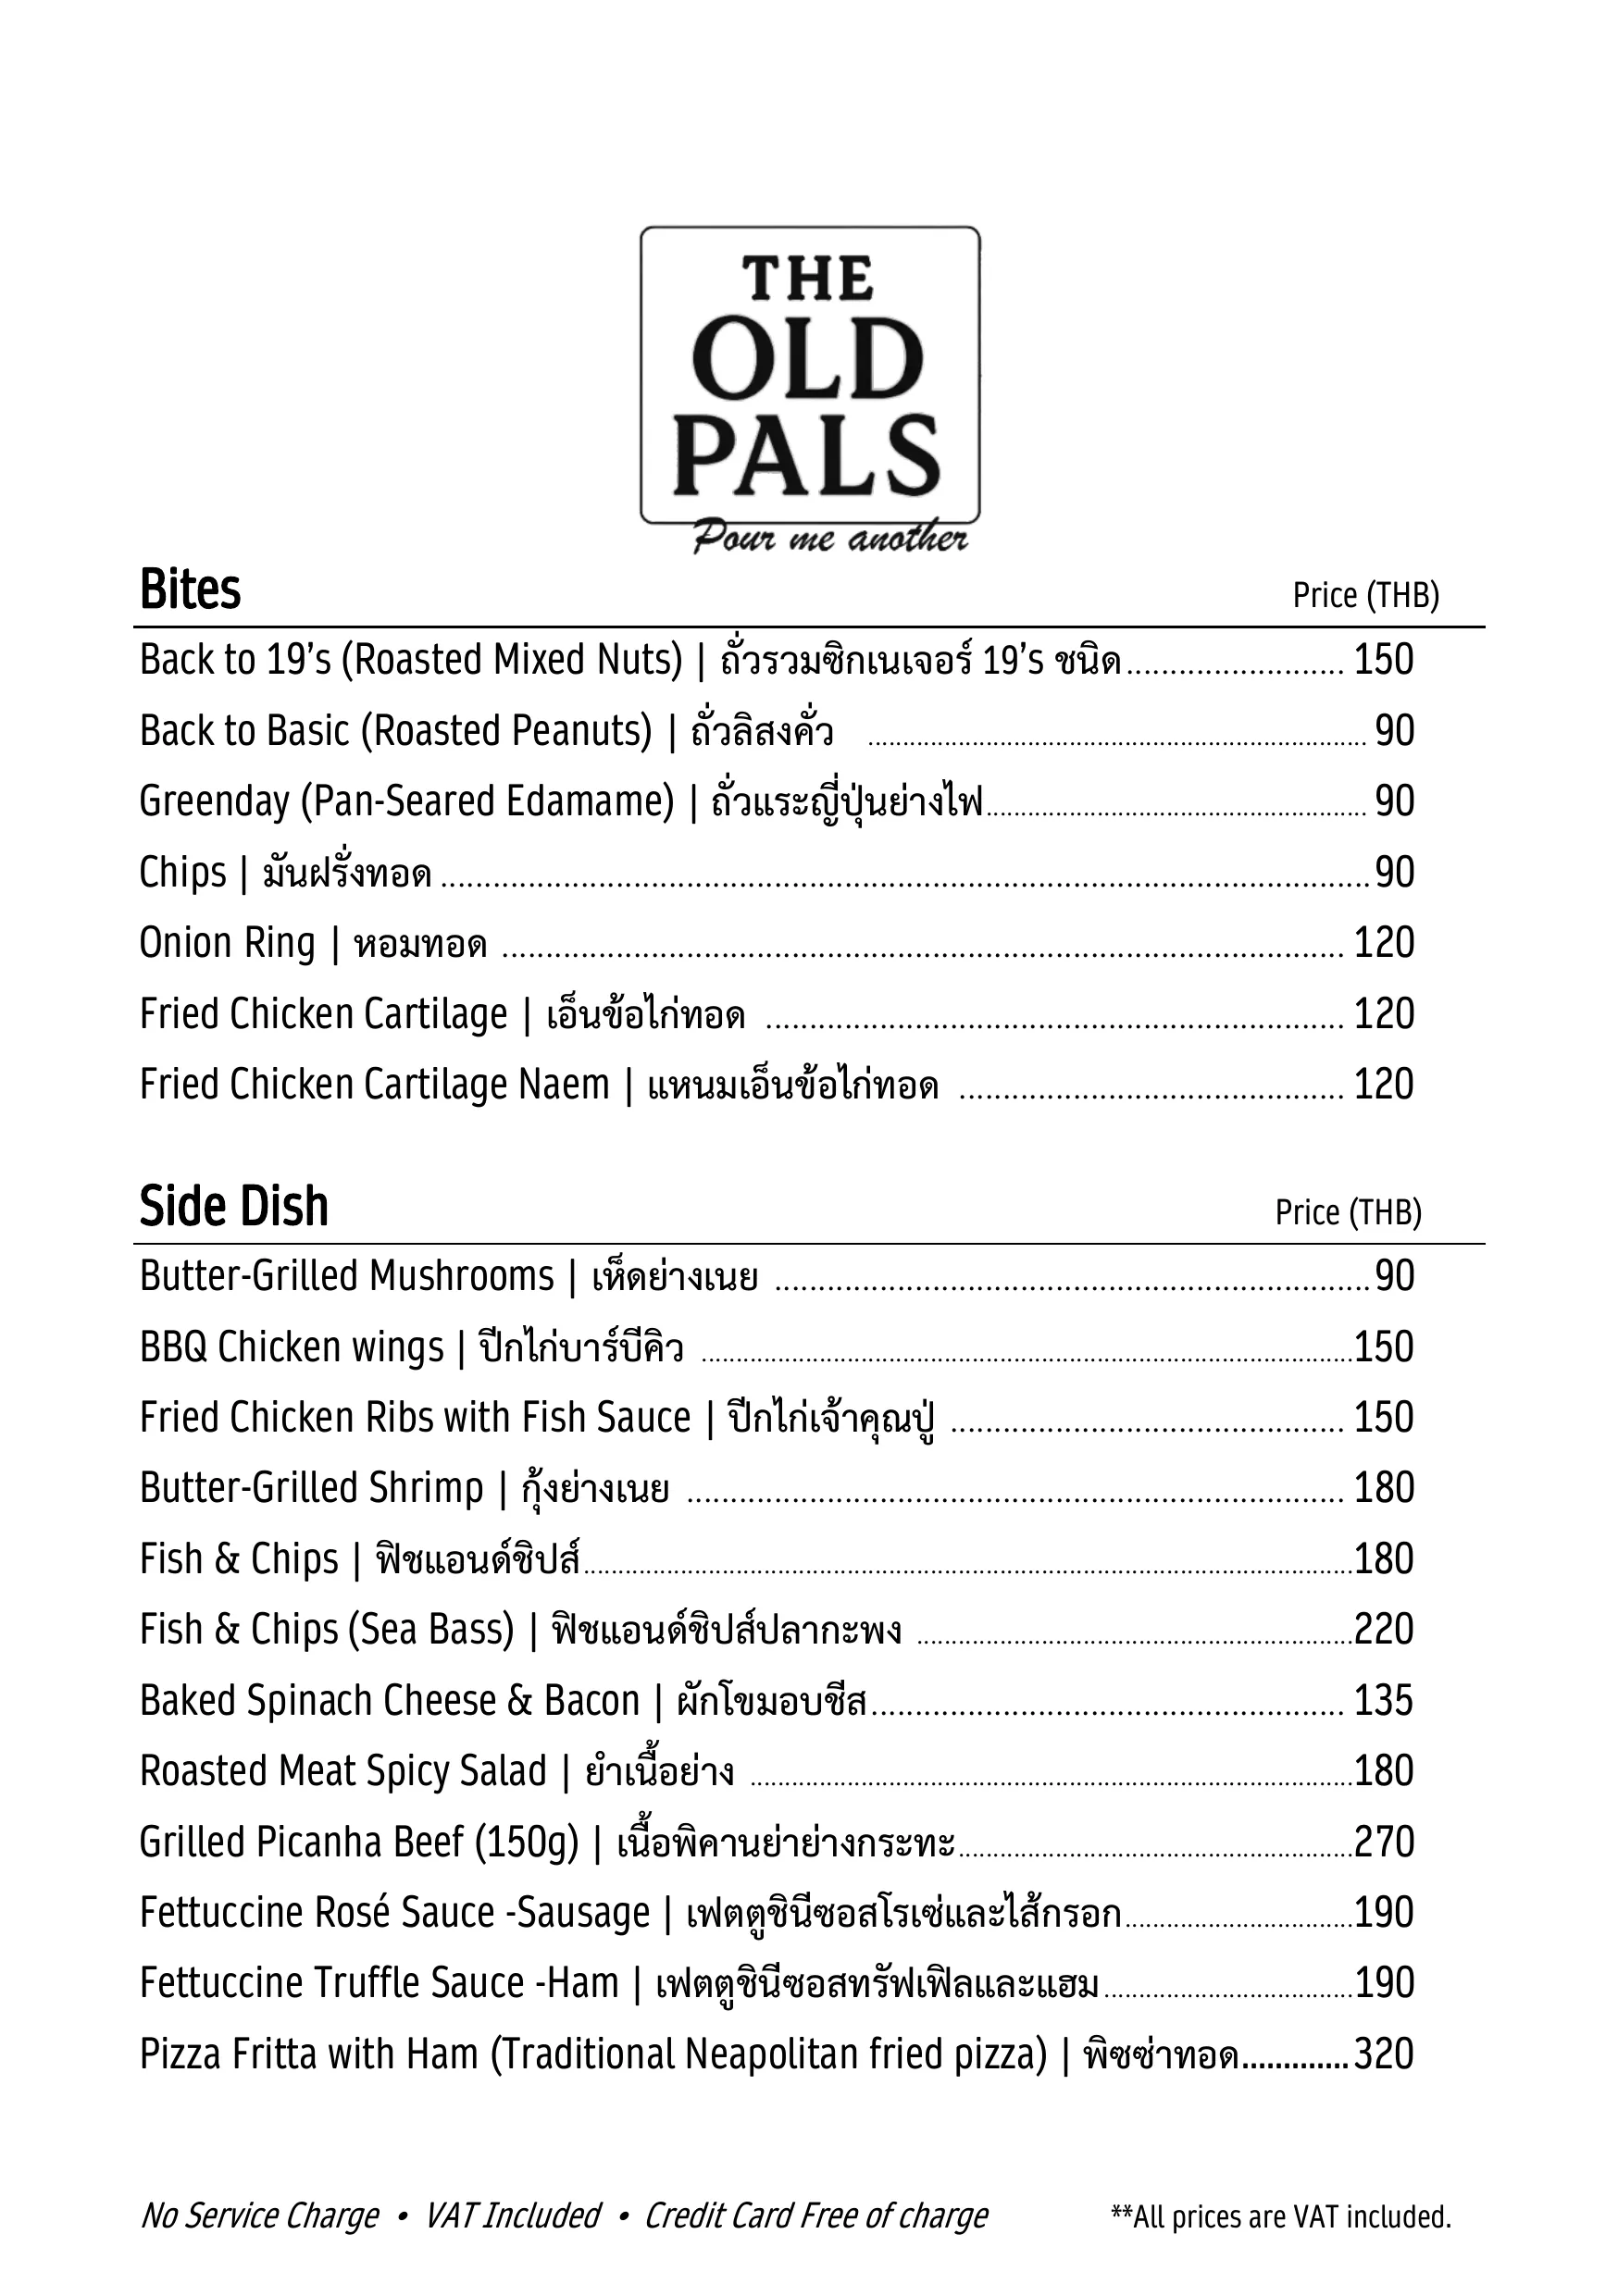 THE
OLD
PALS
Pour me another
Bites Price (THB)
Back to 19’s (Roasted Mixed Nuts) | ถั่วรวมซิกเนเจอร์ 19’s ชนิด......................... 150
Back to Basic (Roasted Peanuts) | ถั่วลิสงคั่ว ......................................................................... 90
Greenday (Pan-Seared Edamame) | ถั่วแระญี่ปุ่นย่างไฟ........................................................ 90
Chips | มันฝรั่งทอด ..........................................................................................................90
Onion Ring | หอมทอด ................................................................................................ 120
Fried Chicken Cartilage | เอ็นข้อไก่ทอด .................................................................. 120
Fried Chicken Cartilage Naem | แหนมเอ็นข้อไก่ทอด ............................................ 120
Side Dish Price (THB)
Butter-Grilled Mushrooms | เห็ดย่างเนย ....................................................................90
BBQ Chicken wings | ปีกไก่บาร์บีคิว ...............................................................................................150
Fried Chicken Ribs with Fish Sauce | ปีกไก่เจ้าคุณปู่ ............................................. 150
Butter-Grilled Shrimp | กุ้งย่างเนย ........................................................................... 180
Fish & Chips | ฟิชแอนด์ชิปส์................................................................................................................180
Fish & Chips (Sea Bass) | ฟิชแอนด์ชิปส์ปลากะพง ................................................................220
Baked Spinach Cheese & Bacon | ผักโขมอบชีส...................................................... 135
Roasted Meat Spicy Salad | ยำเนื้อย่าง ........................................................................................180
Grilled Picanha Beef (150g) | เนื้อพิคานย่าย่างกระทะ..........................................................270
Fettuccine Rosé Sauce -Sausage | เฟตตูชินีซอสโรเซ่และไส้กรอก.................................190
Fettuccine Truffle Sauce -Ham | เฟตตูชินีซอสทรัฟเฟิลและแฮม....................................190
Pizza Fritta with Ham (Traditional Neapolitan fried pizza) | พิซซ่าทอด.............320
No Service Charge • VAT Included • Credit Card Free of charge **All prices are VAT included.